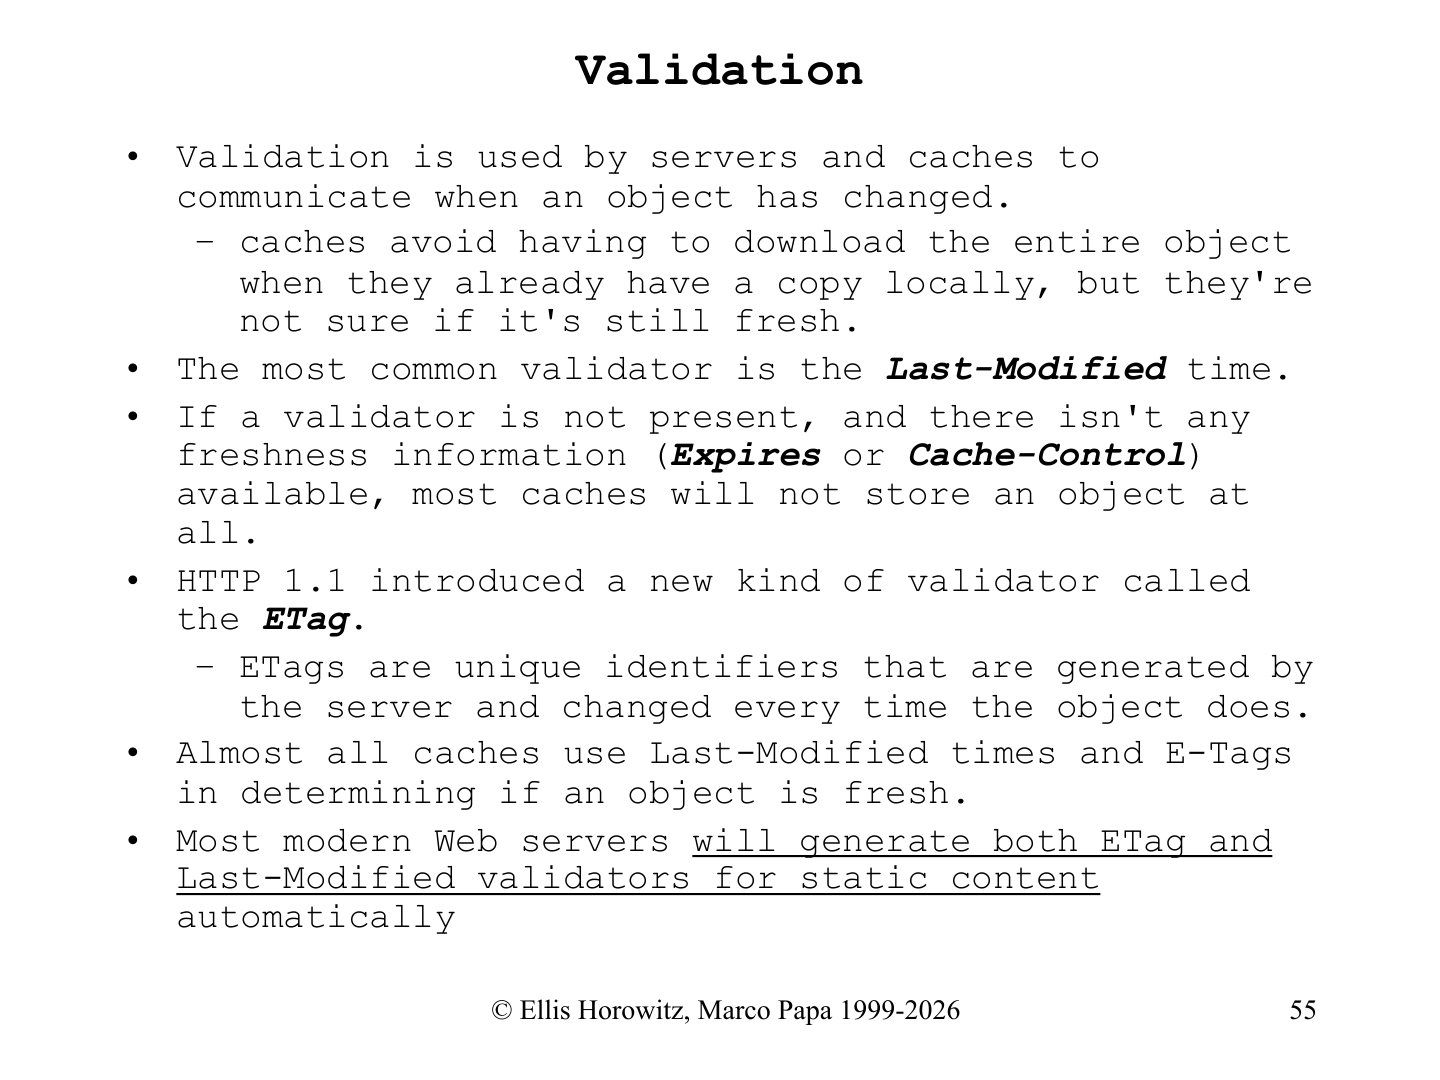 Validation
• Validation is used by servers and caches to
communicate when an object has changed.
– caches avoid having to download the entire object
when they already have a copy locally, but they're
not sure if it's still fresh.
• The most common validator is the Last-Modified time.
• If a validator is not present, and there isn't any
freshness information (Expires or Cache-Control)
available, most caches will not store an object at
all.
• HTTP 1.1 introduced a new kind of validator called
the ETag.
– ETags are unique identifiers that are generated by
the server and changed every time the object does.
• Almost all caches use Last-Modified times and E-Tags
in determining if an object is fresh.
• Most modern Web servers will generate both ETag and
Last-Modified validators for static content
automatically
© Ellis Horowitz, Marco Papa 1999-2026 55